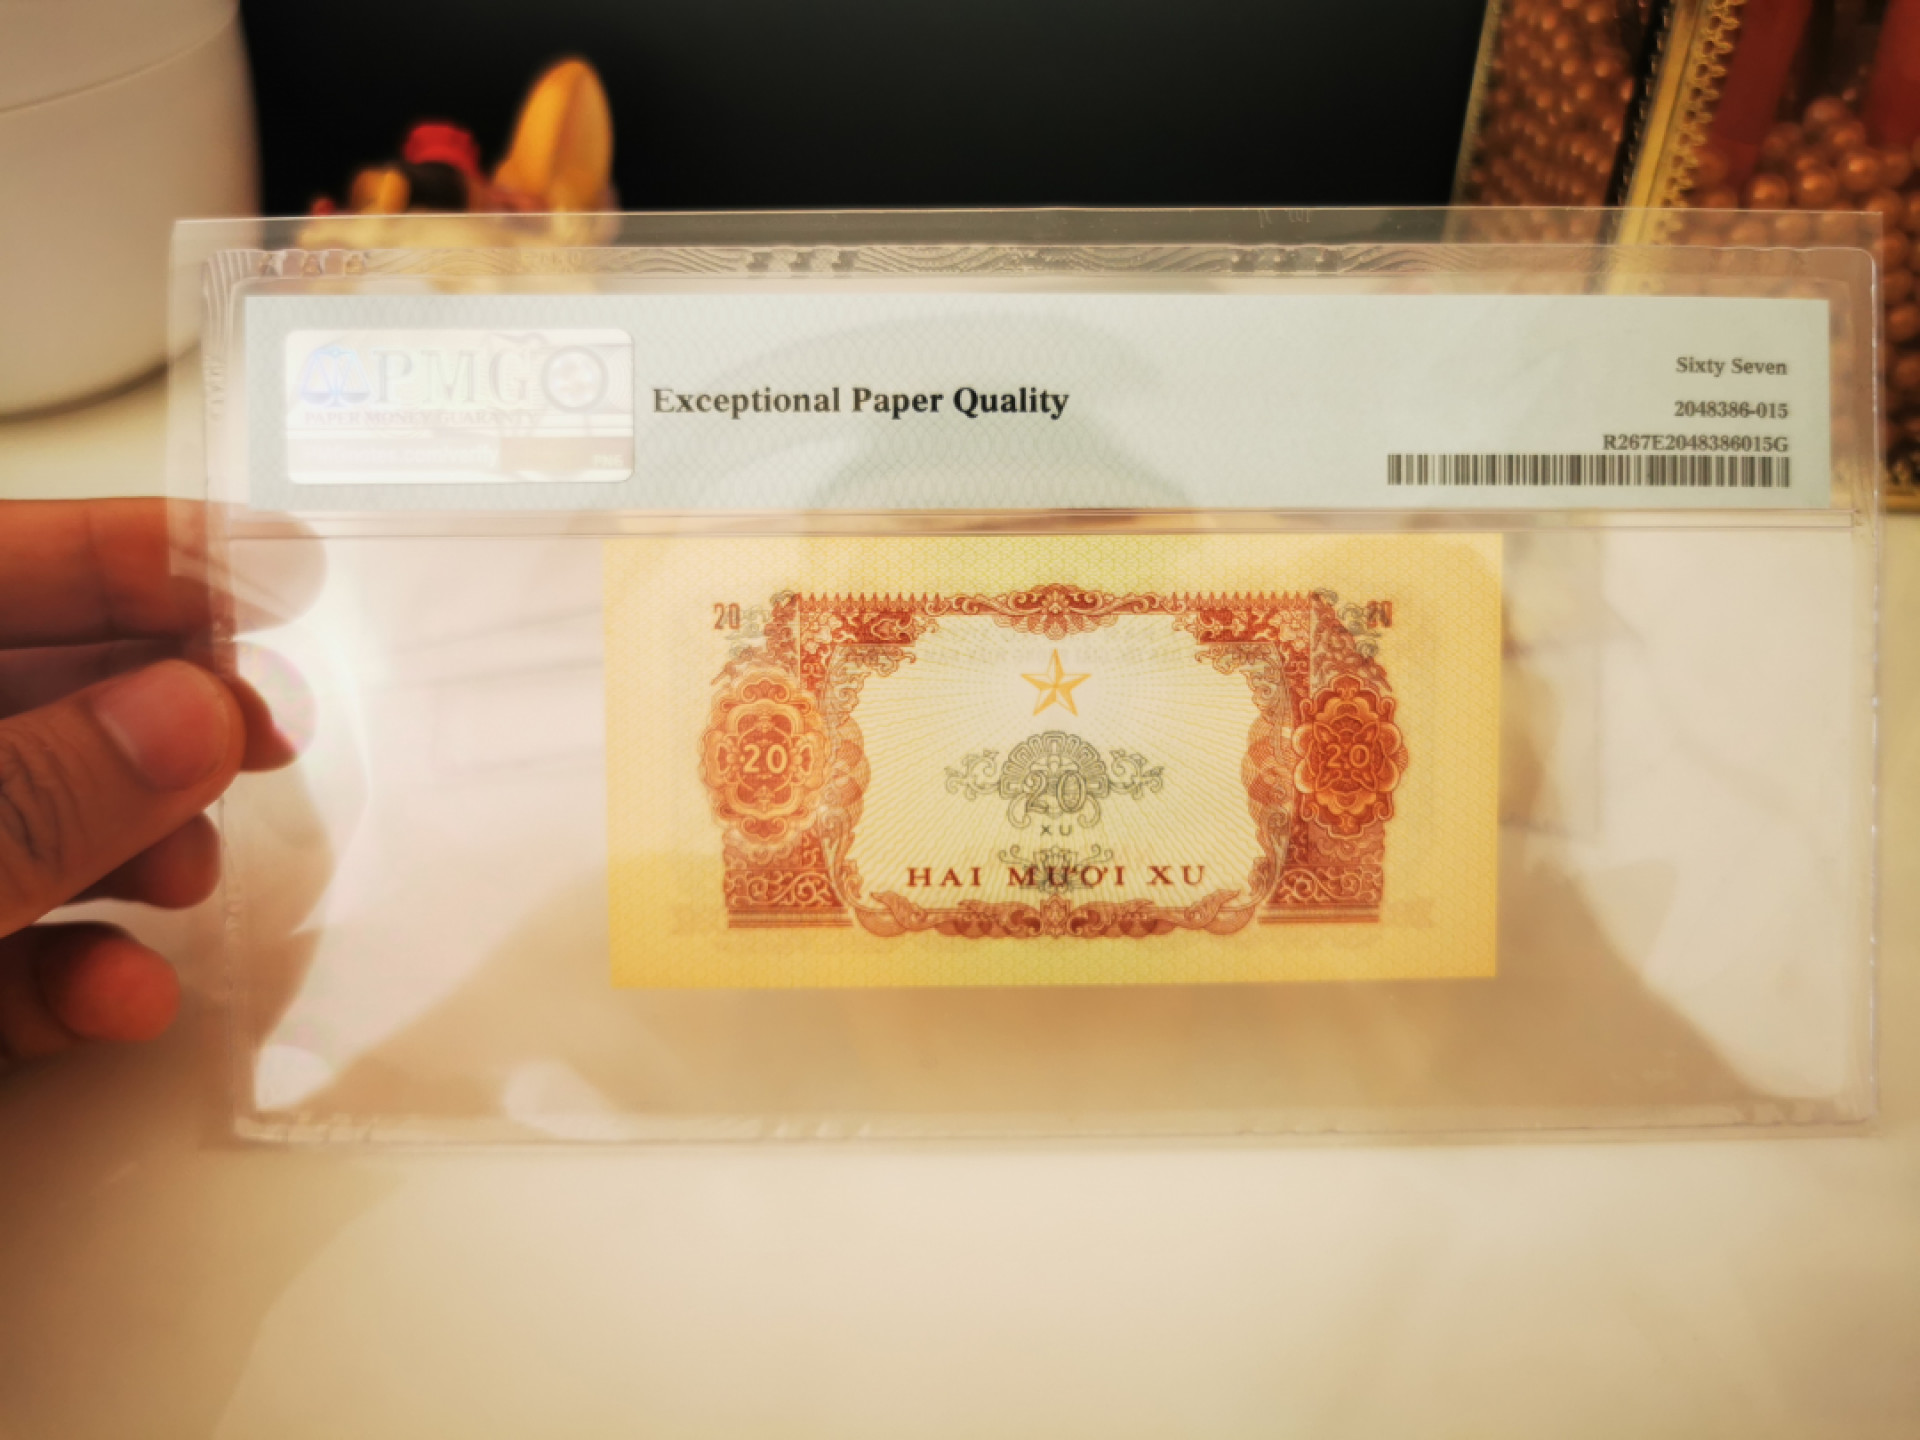 PMG
PAPER MONEY GUARANTY
Exceptional Paper Quality
Sixty Seven
2048386-015
R267E2048386015G
20
20
20
20
20
XU
HAI MƯƠI XU